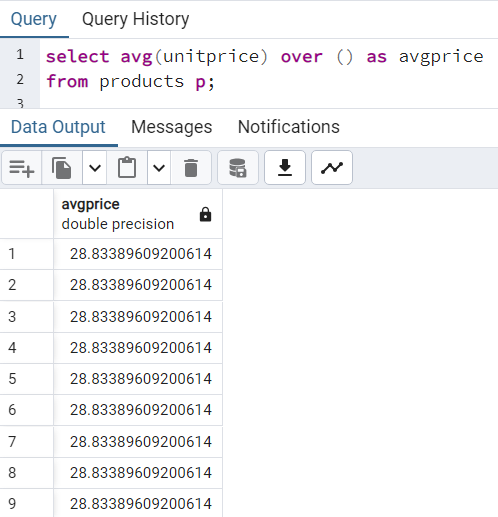 Query Query History
1 select avg(unitprice) over () as avgprice
2 from products p;
3
Data Output Messages Notifications
avgprice
double precision
1 28.83389609200614
2 28.83389609200614
3 28.83389609200614
4 28.83389609200614
5 28.83389609200614
6 28.83389609200614
7 28.83389609200614
8 28.83389609200614
9 28.83389609200614